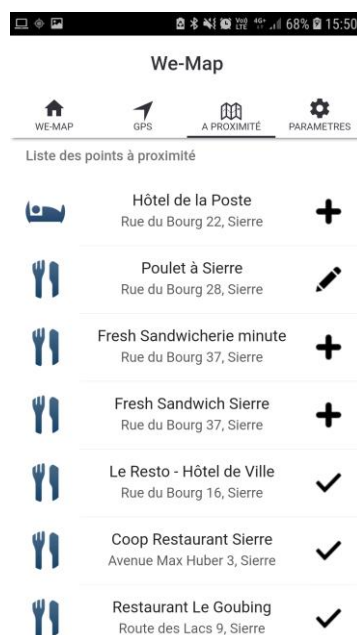 68% 15:50
We-Map
WE-MAP GPS A PROXIMITÉ PARAMETRES
Liste des points à proximité
Hôtel de la Poste
Rue du Bourg 22, Sierre
Poulet à Sierre
Rue du Bourg 28, Sierre
Fresh Sandwicherie minute
Rue du Bourg 37, Sierre
Fresh Sandwich Sierre
Rue du Bourg 37, Sierre
Le Resto - Hôtel de Ville
Rue du Bourg 16, Sierre
Coop Restaurant Sierre
Avenue Max Huber 3, Sierre
Restaurant Le Goubing
Route des Lacs 9, Sierre